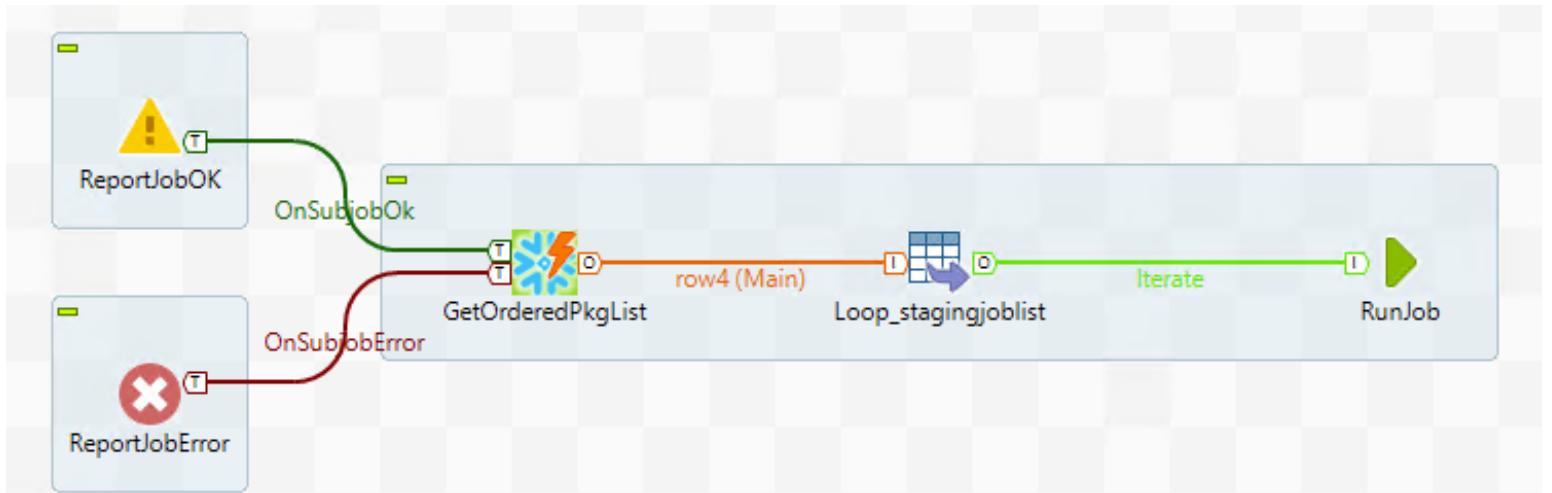 T
ReportJobOK
OnSubjobOk
T
T
O
row4 (Main)
I
O
Iterate
I
GetOrderedPkgList
Loop_stagingjoblist
RunJob
OnSubjobError
T
ReportJobError